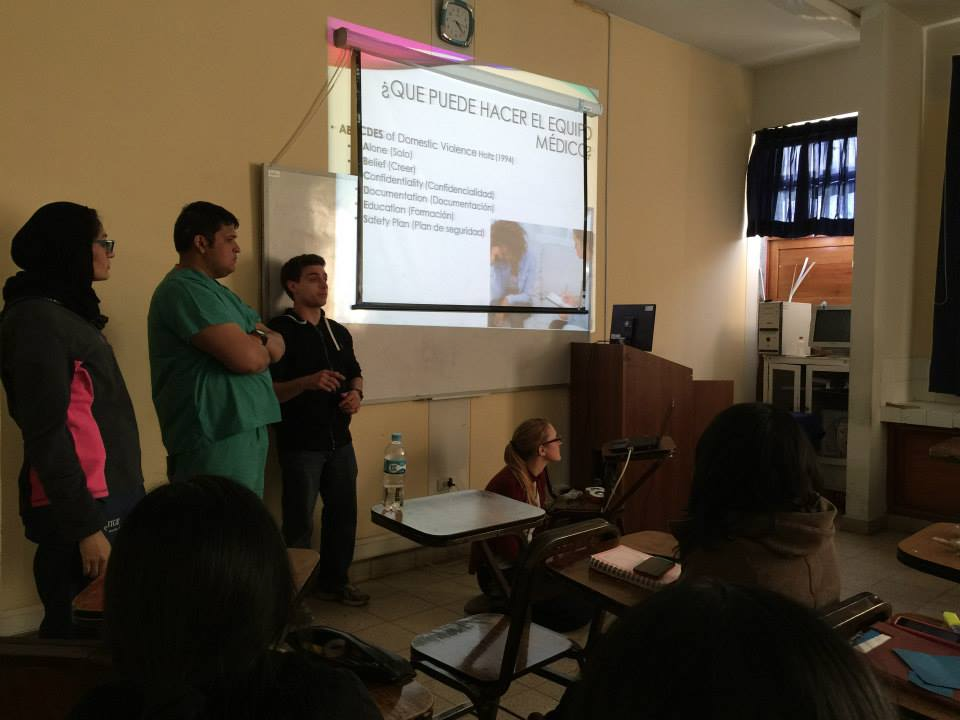 ¿QUE PUEDE HACER EL EQUIPO
MÉDICO?
• ABCDES of Domestic Violence Holtz (1994)
• Alone (Solo)
• Belief (Creer)
• Confidentiality (Confidencialidad)
• Documentation (Documentación)
• Education (Formación)
• Safety Plan (Plan de seguridad)